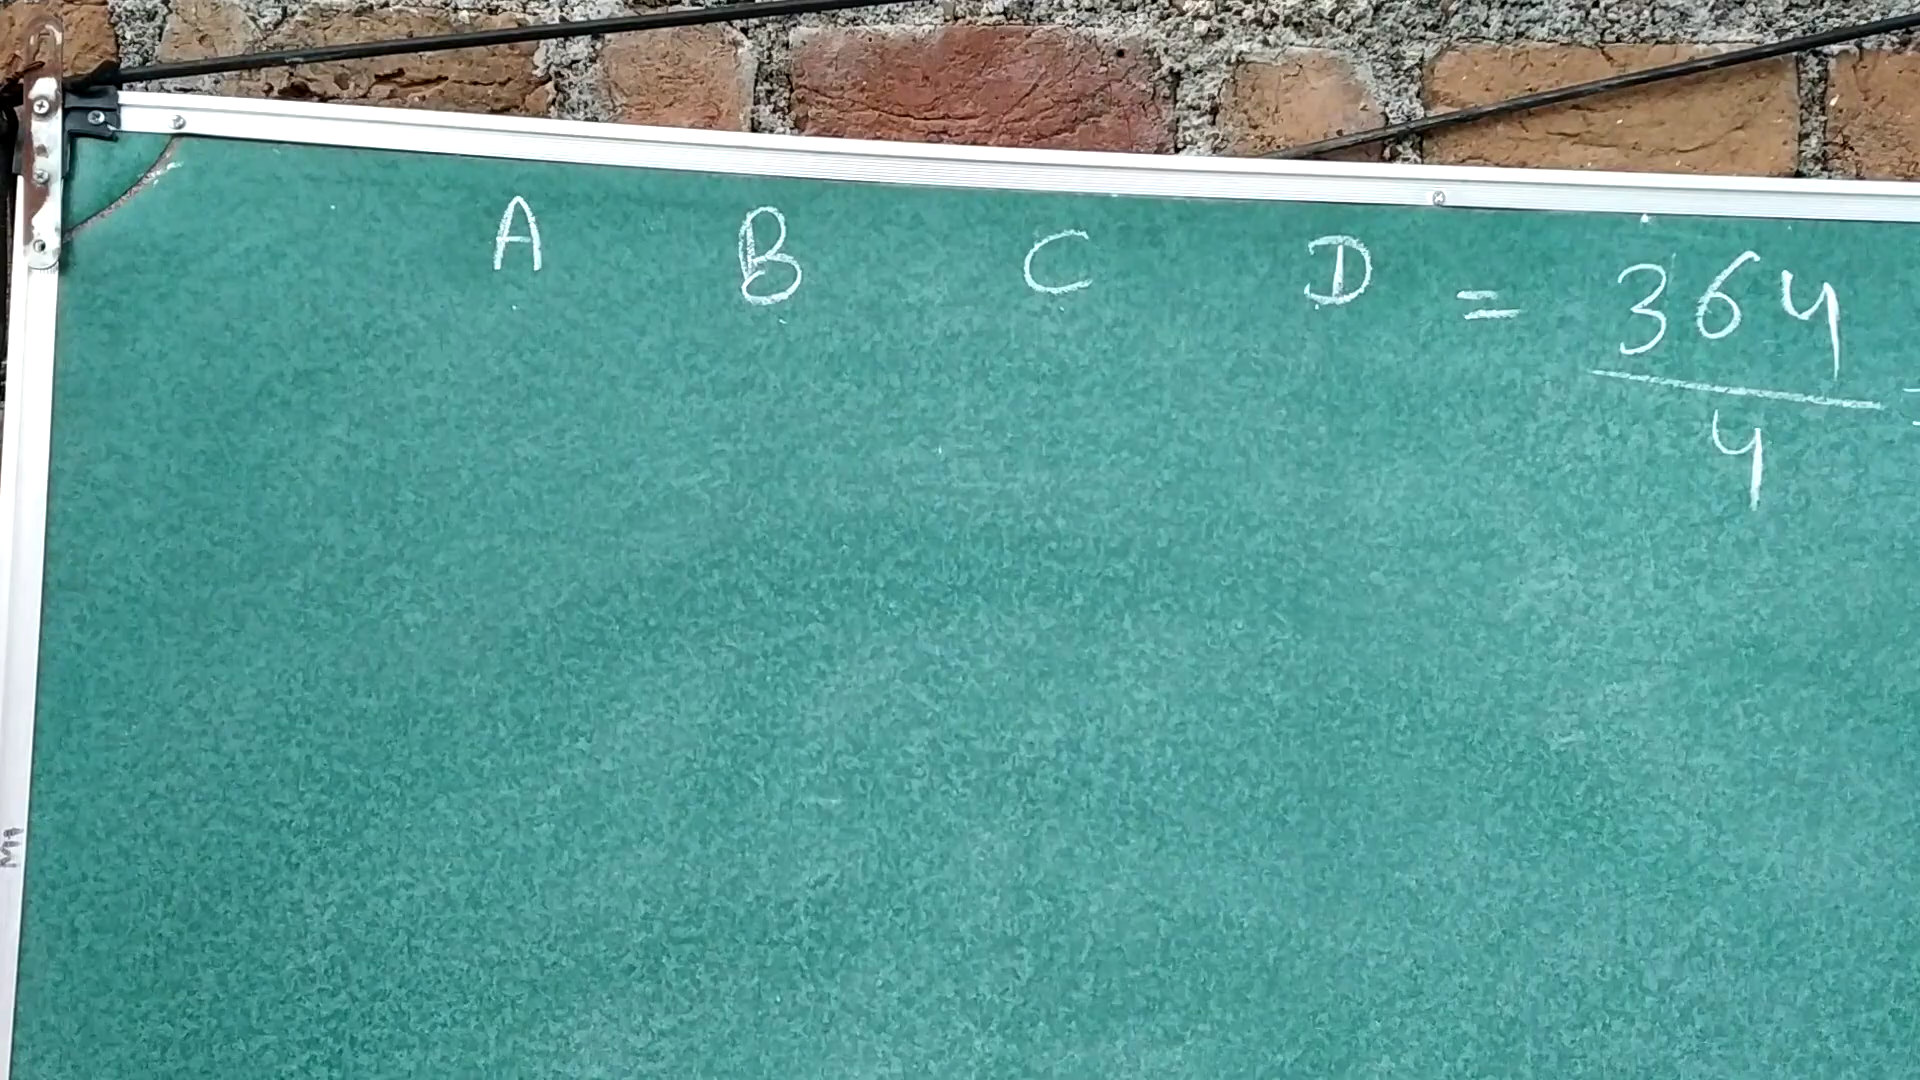 A B C D = 364 / 4 =